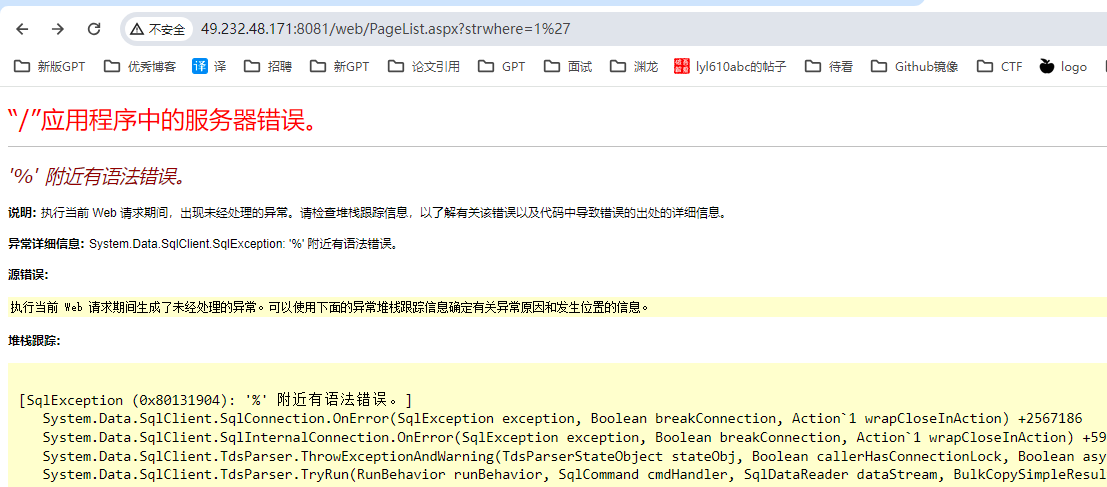 不安全 49.232.48.171:8081/web/PageList.aspx?strwhere=1%27
新版GPT 优秀博客 译 译 招聘 新GPT 论文引用 GPT 面试 渊龙 博客新案 lyl610abc的帖子 待看 Github镜像 CTF logo
“/”应用程序中的服务器错误。
'%' 附近有语法错误。
说明: 执行当前 Web 请求期间，出现未经处理的异常。请检查堆栈跟踪信息，以了解有关该错误以及代码中导致错误的出处的详细信息。
异常详细信息: System.Data.SqlClient.SqlException: '%' 附近有语法错误。
源错误:
执行当前 Web 请求期间生成了未经处理的异常。可以使用下面的异常堆栈跟踪信息确定有关异常原因和发生位置的信息。
堆栈跟踪:
[SqlException (0x80131904): '%' 附近有语法错误。]
System.Data.SqlClient.SqlConnection.OnError(SqlException exception, Boolean breakConnection, Action`1 wrapCloseInAction) +2567186
System.Data.SqlClient.SqlInternalConnection.OnError(SqlException exception, Boolean breakConnection, Action`1 wrapCloseInAction) +59
System.Data.SqlClient.TdsParser.ThrowExceptionAndWarning(TdsParserStateObject stateObj, Boolean callerHasConnectionLock, Boolean asy
System.Data.SqlClient.TdsParser.TryRun(RunBehavior runBehavior, SqlCommand cmdHandler, SqlDataReader dataStream, BulkCopySimpleResul